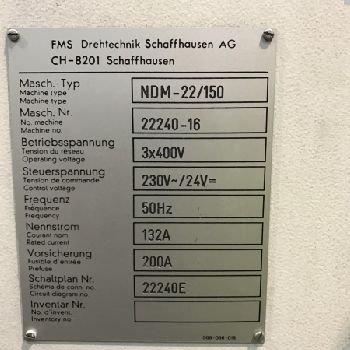 FMS Drehtechnik Schaffhausen AG
CH-8201 Schaffhausen
Masch. Typ
Machine type
Machine type
NDM-22/150
Masch. Nr.
No. machine
Machine no.
22240-16
Betriebsspannung
Tension du réseau
Operating voltage
3x400V
Steuerspannung
Tension de commande
Control voltage
230V~/24V=
Frequenz
Fréquence
Frequency
50Hz
Nennstrom
Courant nom.
Rated current
132A
Vorsicherung
Fusible d'entrée
Prefuse
200A
Schaltplan Nr.
Schéma de conn. no.
Circuit diagram no.
22240E
Inventar Nr.
No. d'invent.
Inventory no.